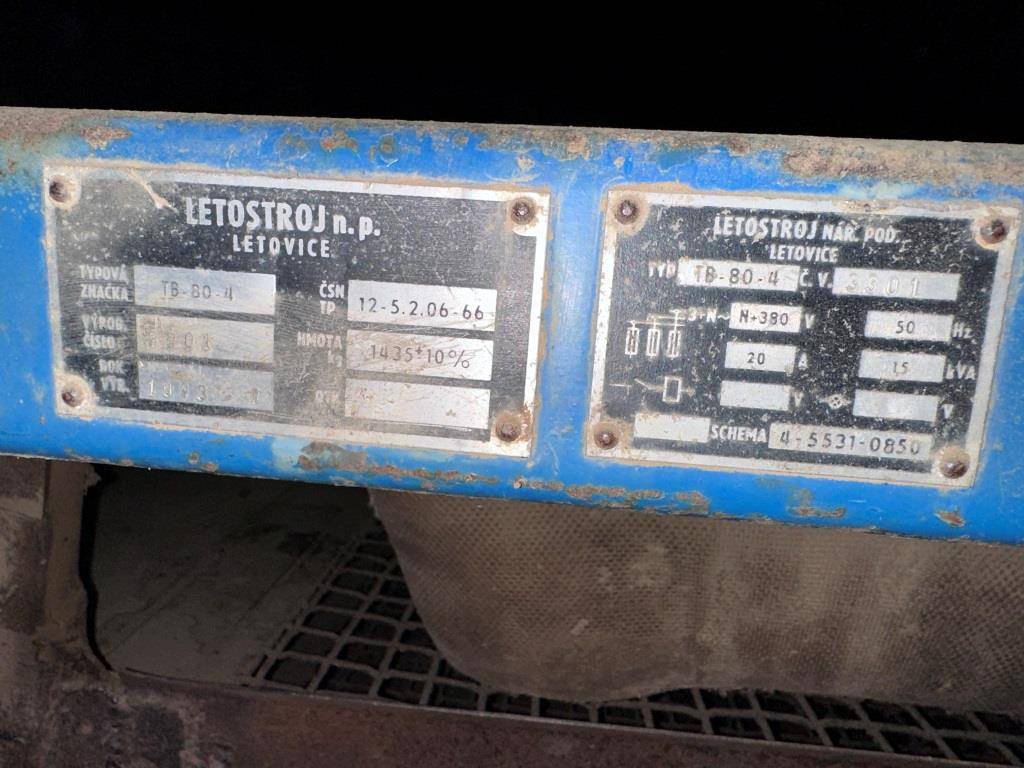 LETOSTROJ n.p.
LETOVICE
TYPOVÁ
ZNAČKA
TB-80-4
ČSN
TP
12-5.2.06-66
VÝROB.
ČÍSLO
HMOTA
kg
1435±10%
ROK
VÝR.
LETOSTROJ NÁR. POD.
LETOVICE
TYP TB-80-4 Č.V. 3301
3+N~ N+380 V 50 Hz
20 A 15 kVA
V V
SCHEMA 4-5531-0850